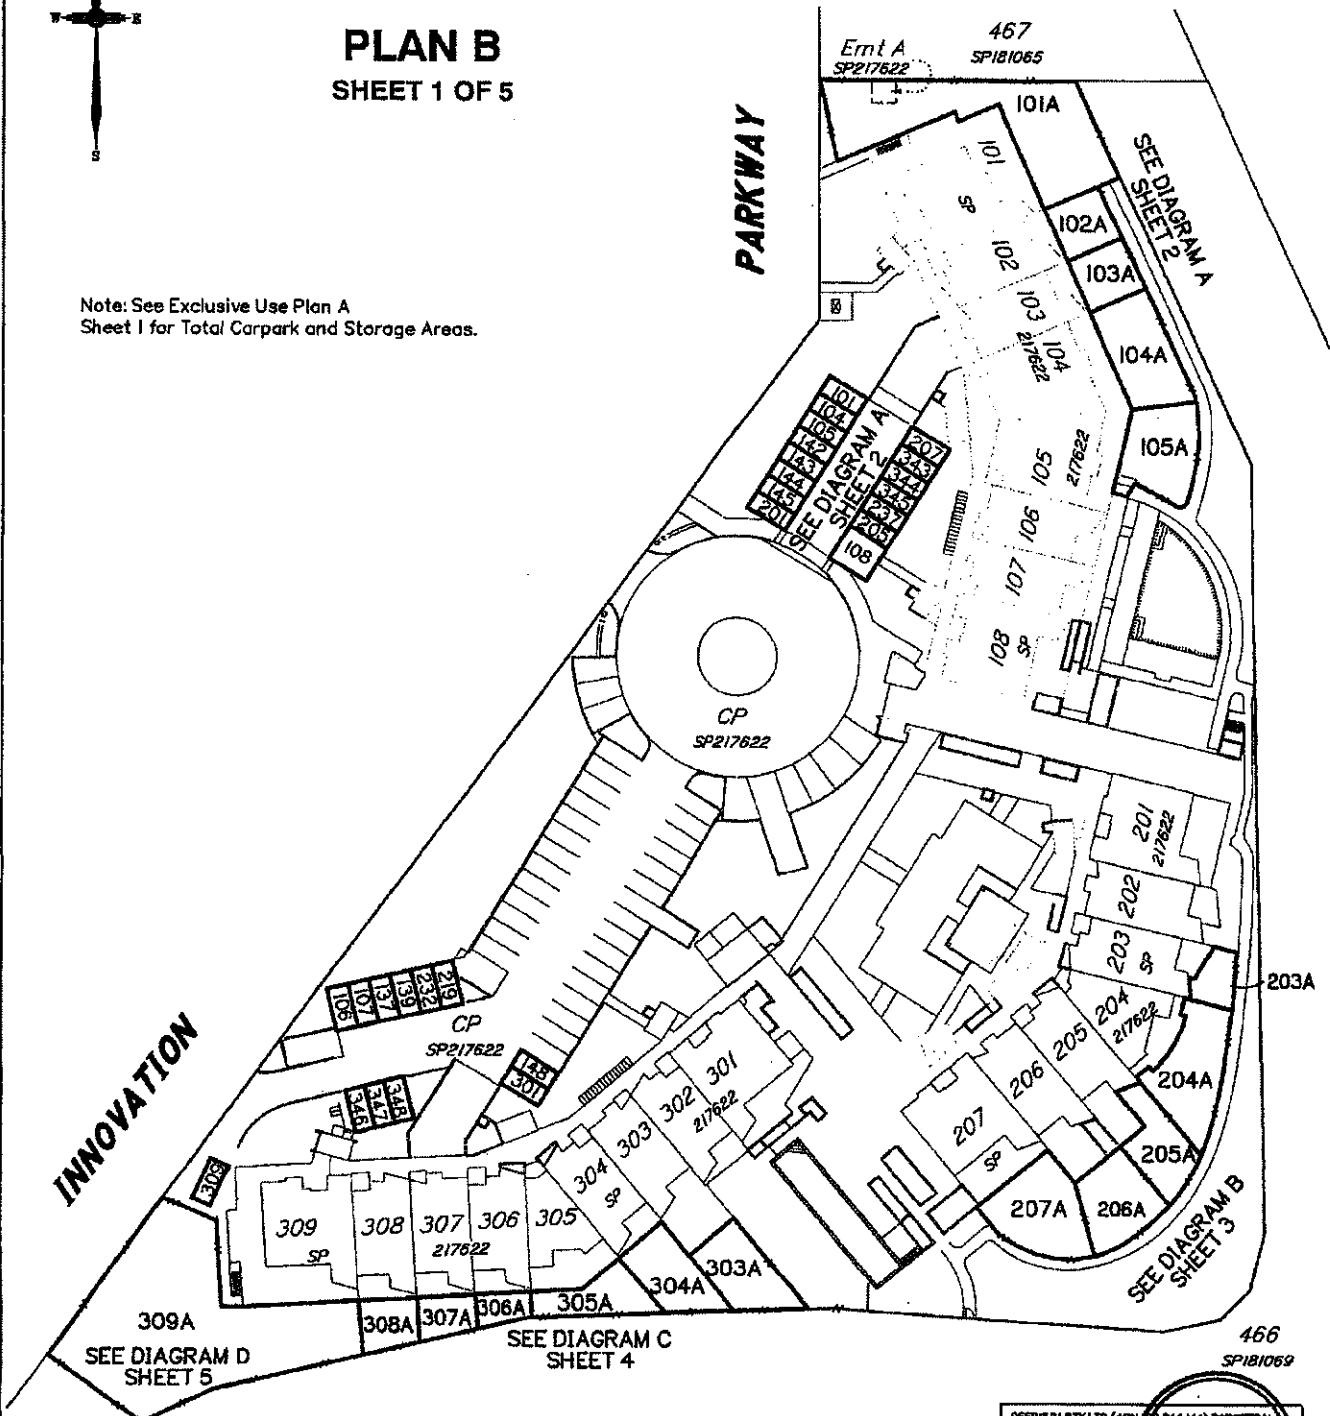 W
E
S
PLAN B
SHEET 1 OF 5
Note: See Exclusive Use Plan A
Sheet 1 for Total Carpark and Storage Areas.
467
SP181065
Emt A
SP217622
PARKWAY
101A
SEE DIAGRAM A
SHEET 2
101
SP
102
102A
103A
103
104
217622
104A
105A
105
217622
106
107
108
SP
101
104
105
142
143
144
145
201
SEE DIAGRAM A
SHEET 2
207
343
344
345
237
205
108
CP
SP217622
201
217622
202
203
SP
203A
204
217622
204A
205
205A
206
206A
207
SP
207A
SEE DIAGRAM B
SHEET 3
INNOVATION
106
107
137
139
232
219
CP
SP217622
148
301
346
347
348
309
301
302
217622
303
304
SP
305
306
307
217622
308
309
SP
303A
304A
305A
306A
307A
308A
309A
SEE DIAGRAM D
SHEET 5
SEE DIAGRAM C
SHEET 4
466
SP181069